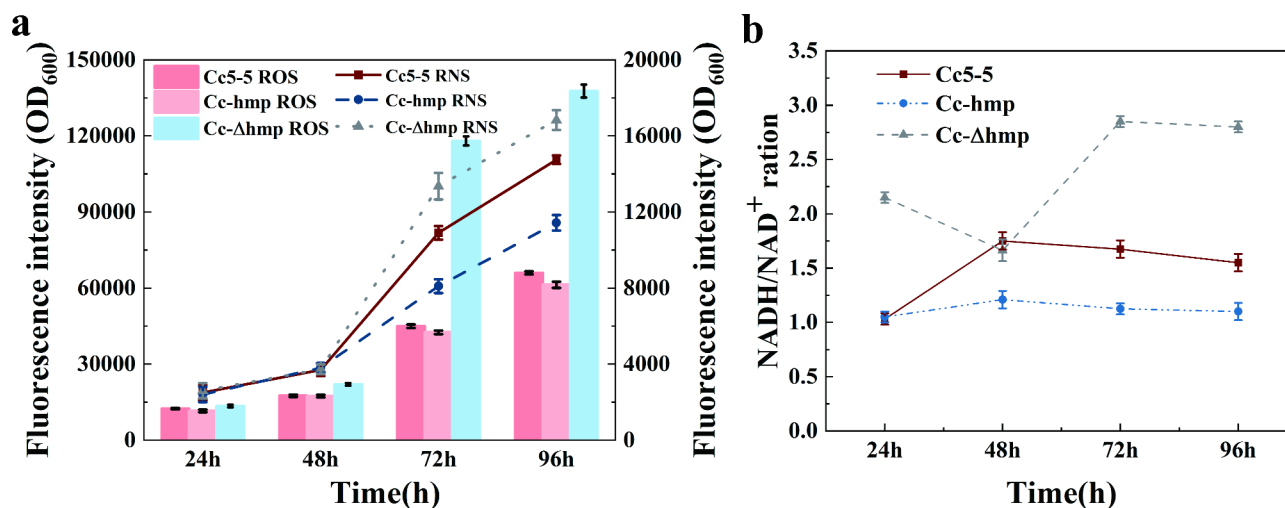 a
Fluorescence intensity (OD600)
150000
120000
90000
60000
30000
0
Cc5-5 ROS
Cc-hmp ROS
Cc-Δhmp ROS
Cc5-5 RNS
Cc-hmp RNS
Cc-Δhmp RNS
20000
16000
12000
8000
4000
0
Fluorescence intensity (OD600)
24h 48h 72h 96h
Time(h)
b
NADH/NAD+ ration
3.5
3.0
2.5
2.0
1.5
1.0
0.5
0.0
Cc5-5
Cc-hmp
Cc-Δhmp
24h 48h 72h 96h
Time(h)